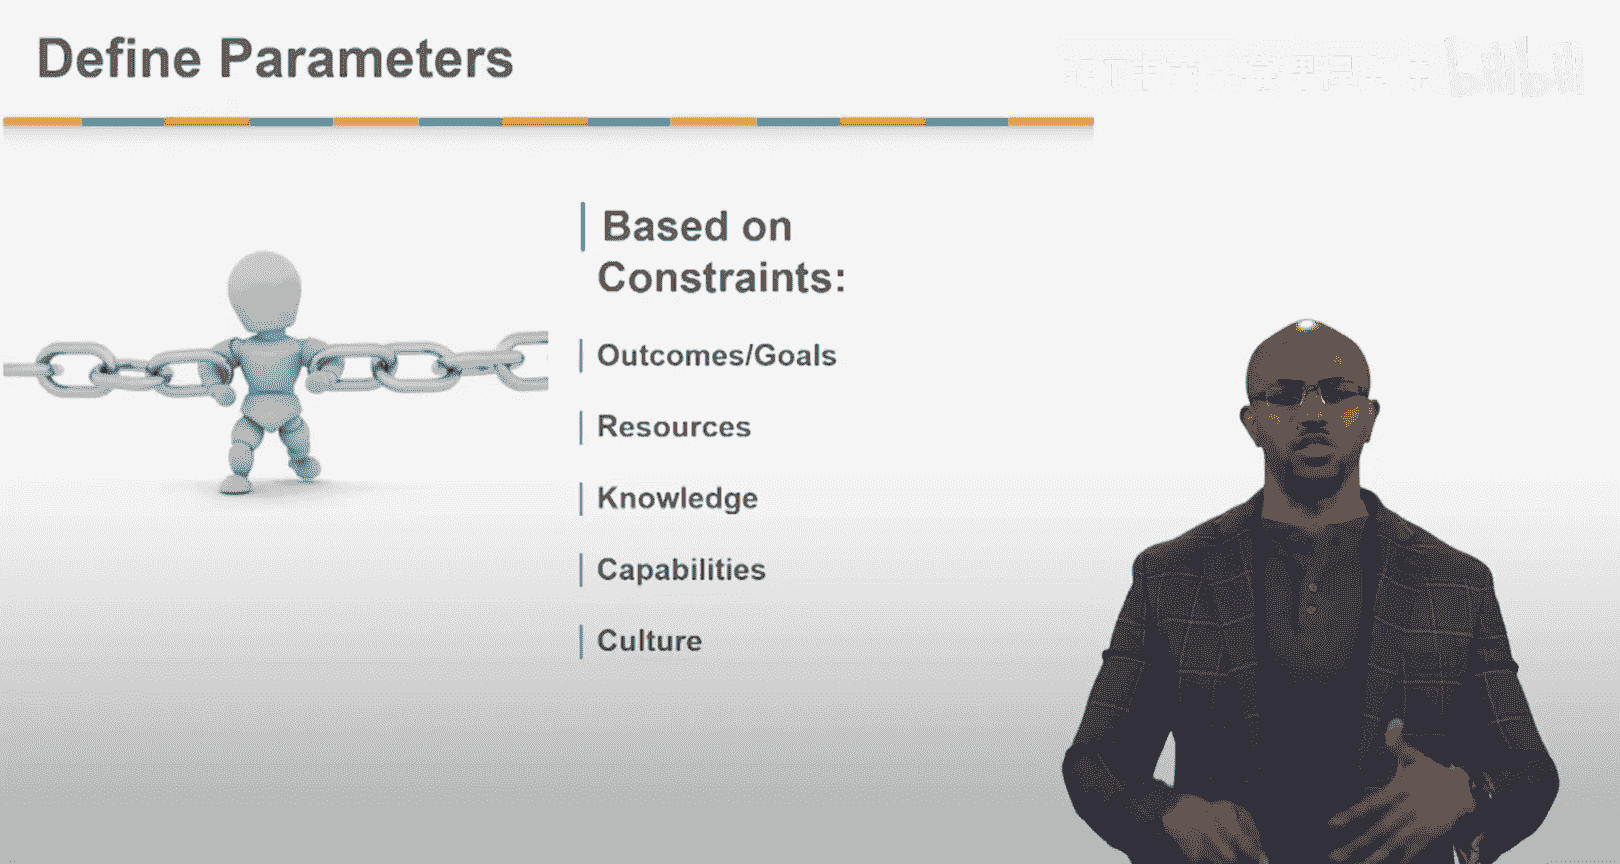 Define Parameters
Based on
Constraints:
Outcomes/Goals
Resources
Knowledge
Capabilities
Culture